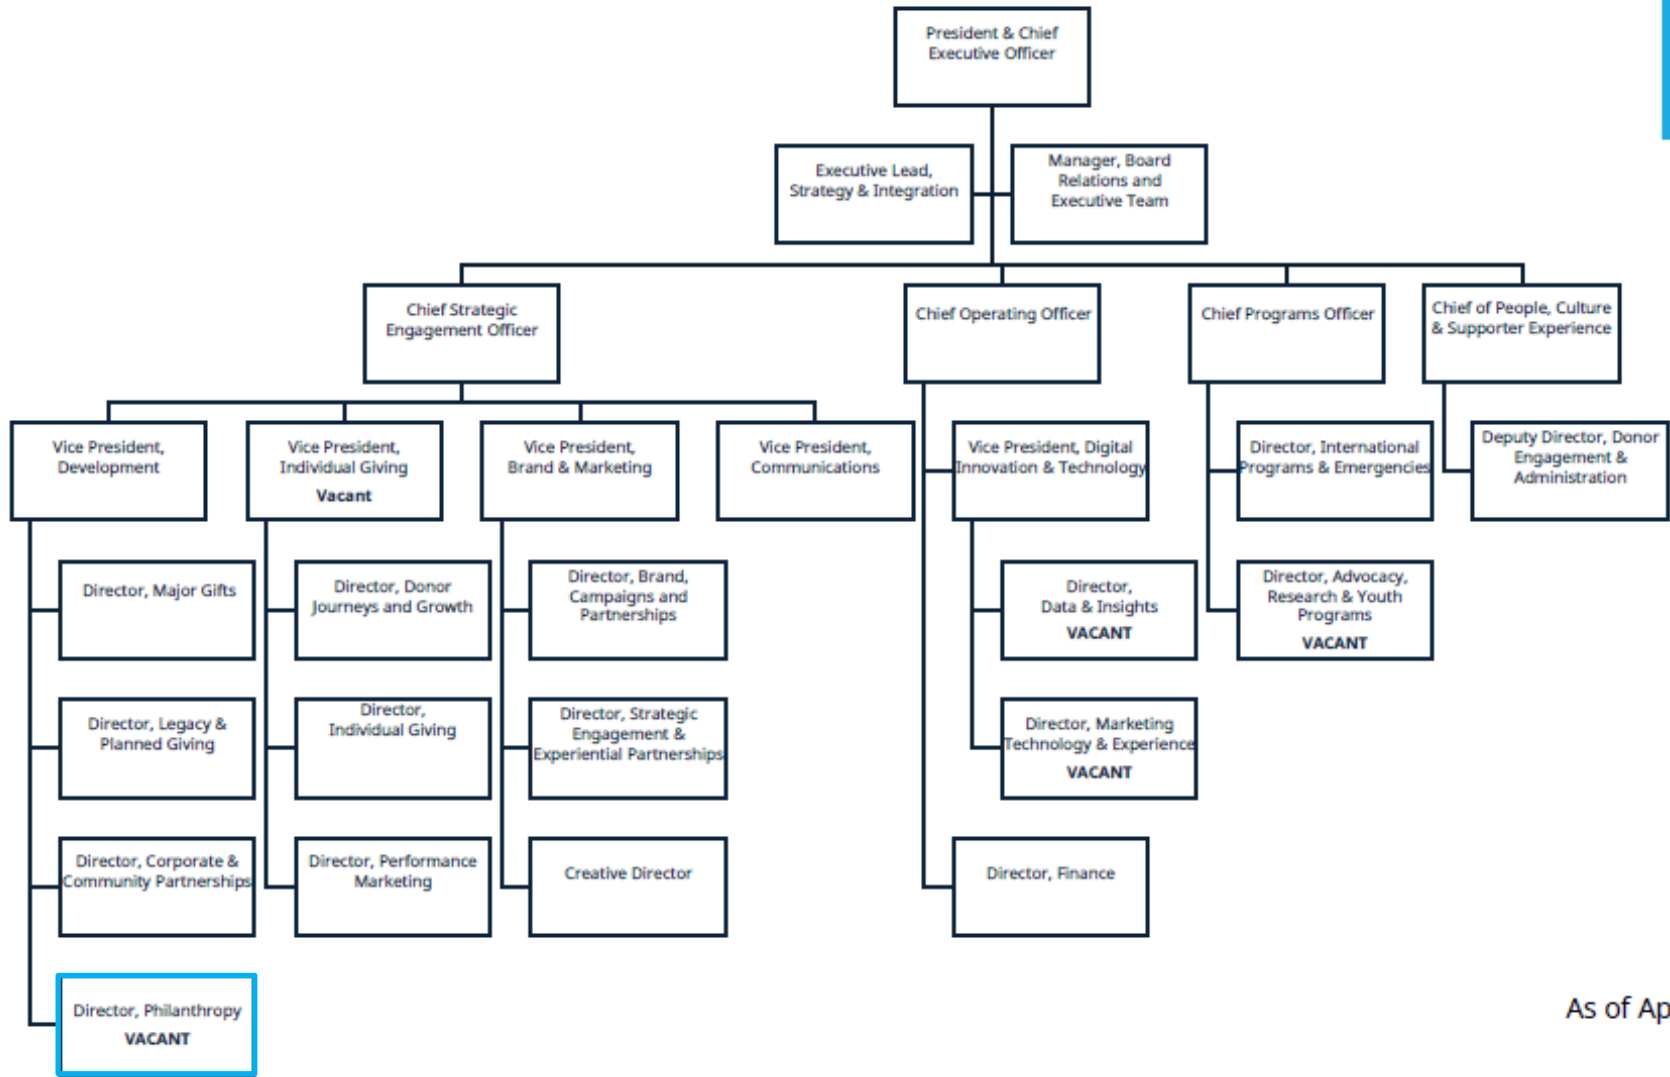 President & Chief
Executive Officer
Executive Lead,
Strategy & Integration
Manager, Board
Relations and
Executive Team
Chief Strategic
Engagement Officer
Chief Operating Officer
Chief Programs Officer
Chief of People, Culture
& Supporter Experience
Vice President,
Development
Vice President,
Individual Giving
Vacant
Vice President,
Brand & Marketing
Vice President,
Communications
Vice President, Digital
Innovation & Technology
Director, International
Programs & Emergencies
Deputy Director, Donor
Engagement &
Administration
Director, Major Gifts
Director, Donor
Journeys and Growth
Director, Brand,
Campaigns and
Partnerships
Director,
Data & Insights
VACANT
Director, Advocacy,
Research & Youth
Programs
VACANT
Director, Legacy &
Planned Giving
Director,
Individual Giving
Director, Strategic
Engagement &
Experiential Partnerships
Director, Marketing
Technology & Experience
VACANT
Director, Corporate &
Community Partnerships
Director, Performance
Marketing
Creative Director
Director, Finance
Director, Philanthropy
VACANT
As of Ap